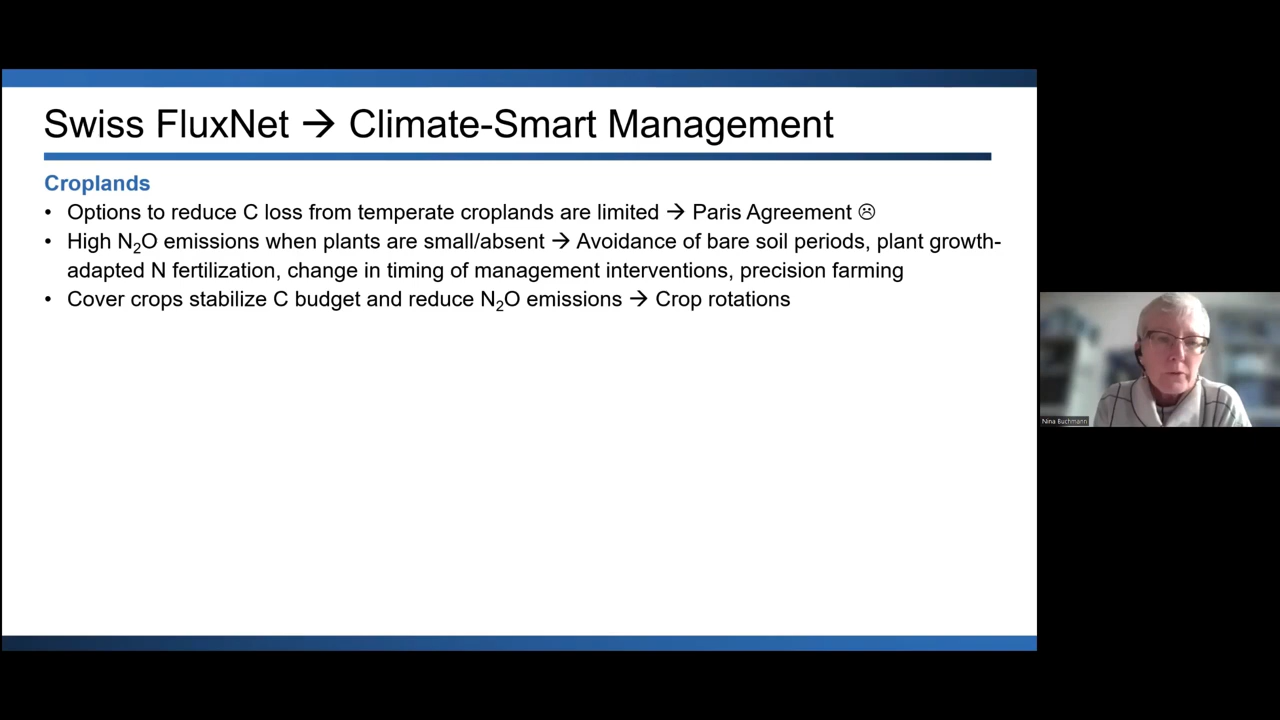 Swiss FluxNet → Climate-Smart Management
Croplands
• Options to reduce C loss from temperate croplands are limited → Paris Agreement ☹
• High N₂O emissions when plants are small/absent → Avoidance of bare soil periods, plant growth-
adapted N fertilization, change in timing of management interventions, precision farming
• Cover crops stabilize C budget and reduce N₂O emissions → Crop rotations
Nina Buchmann